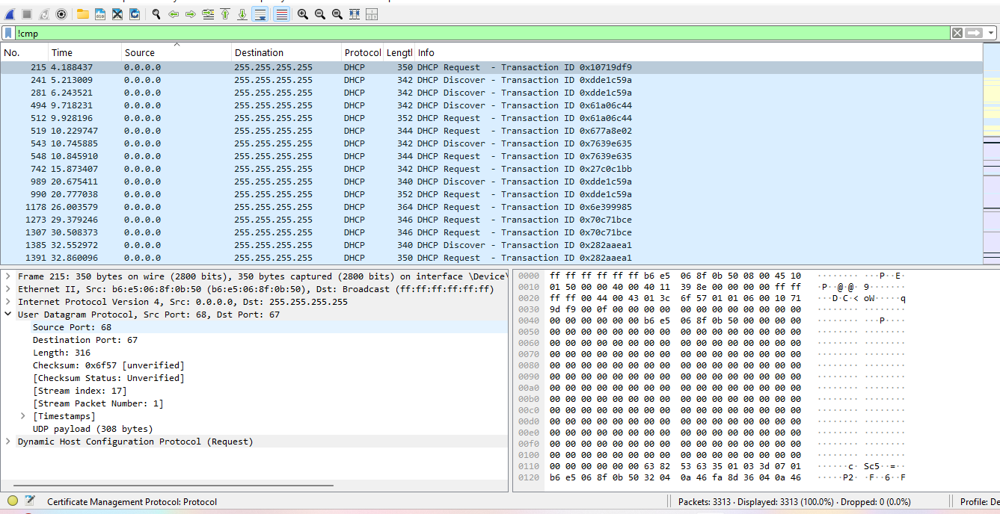 !cmp
No. Time Source Destination Protocol Lengtl Info
215 4.188437 0.0.0.0 255.255.255.255 DHCP 350 DHCP Request - Transaction ID 0x10719df9
241 5.213009 0.0.0.0 255.255.255.255 DHCP 342 DHCP Discover - Transaction ID 0xdde1c59a
281 6.243521 0.0.0.0 255.255.255.255 DHCP 342 DHCP Discover - Transaction ID 0xdde1c59a
494 9.718231 0.0.0.0 255.255.255.255 DHCP 342 DHCP Discover - Transaction ID 0x61a06c44
512 9.928196 0.0.0.0 255.255.255.255 DHCP 352 DHCP Request - Transaction ID 0x61a06c44
519 10.229747 0.0.0.0 255.255.255.255 DHCP 344 DHCP Request - Transaction ID 0x677a8e02
543 10.745885 0.0.0.0 255.255.255.255 DHCP 342 DHCP Discover - Transaction ID 0x7639e635
548 10.845910 0.0.0.0 255.255.255.255 DHCP 344 DHCP Request - Transaction ID 0x7639e635
742 15.873407 0.0.0.0 255.255.255.255 DHCP 342 DHCP Request - Transaction ID 0x27c0c1bb
989 20.675411 0.0.0.0 255.255.255.255 DHCP 340 DHCP Discover - Transaction ID 0xdde1c59a
990 20.777038 0.0.0.0 255.255.255.255 DHCP 352 DHCP Request - Transaction ID 0xdde1c59a
1178 26.003579 0.0.0.0 255.255.255.255 DHCP 364 DHCP Request - Transaction ID 0x6e399985
1273 29.379246 0.0.0.0 255.255.255.255 DHCP 346 DHCP Request - Transaction ID 0x70c71bce
1307 30.508373 0.0.0.0 255.255.255.255 DHCP 346 DHCP Request - Transaction ID 0x70c71bce
1385 32.552972 0.0.0.0 255.255.255.255 DHCP 340 DHCP Discover - Transaction ID 0x282aaea1
1391 32.860096 0.0.0.0 255.255.255.255 DHCP 350 DHCP Request - Transaction ID 0x282aaea1
Frame 215: 350 bytes on wire (2800 bits), 350 bytes captured (2800 bits) on interface \Device\
Ethernet II, Src: b6:e5:06:8f:0b:50 (b6:e5:06:8f:0b:50), Dst: Broadcast (ff:ff:ff:ff:ff:ff)
Internet Protocol Version 4, Src: 0.0.0.0, Dst: 255.255.255.255
User Datagram Protocol, Src Port: 68, Dst Port: 67
Source Port: 68
Destination Port: 67
Length: 316
Checksum: 0x6f57 [unverified]
[Checksum Status: Unverified]
[Stream index: 17]
[Stream Packet Number: 1]
[Timestamps]
UDP payload (308 bytes)
Dynamic Host Configuration Protocol (Request)
0000 ff ff ff ff ff ff b6 e5 06 8f 0b 50 08 00 45 10 ········ ···P··E·
0010 01 50 00 00 40 00 40 11 39 8e 00 00 00 00 ff ff ·P··@·@· 9·······
0020 ff ff 00 44 00 43 01 3c 6f 57 01 01 06 00 10 71 ···D·C·< oW·····q
0030 9d f9 00 0f 00 00 00 00 00 00 00 00 00 00 00 00 ········ ········
0040 00 00 00 00 00 00 b6 e5 06 8f 0b 50 00 00 00 00 ········ ···P····
0050 00 00 00 00 00 00 00 00 00 00 00 00 00 00 00 00 ········ ········
0060 00 00 00 00 00 00 00 00 00 00 00 00 00 00 00 00 ········ ········
0070 00 00 00 00 00 00 00 00 00 00 00 00 00 00 00 00 ········ ········
0080 00 00 00 00 00 00 00 00 00 00 00 00 00 00 00 00 ········ ········
0090 00 00 00 00 00 00 00 00 00 00 00 00 00 00 00 00 ········ ········
00a0 00 00 00 00 00 00 00 00 00 00 00 00 00 00 00 00 ········ ········
00b0 00 00 00 00 00 00 00 00 00 00 00 00 00 00 00 00 ········ ········
00c0 00 00 00 00 00 00 00 00 00 00 00 00 00 00 00 00 ········ ········
00d0 00 00 00 00 00 00 00 00 00 00 00 00 00 00 00 00 ········ ········
00e0 00 00 00 00 00 00 00 00 00 00 00 00 00 00 00 00 ········ ········
00f0 00 00 00 00 00 00 00 00 00 00 00 00 00 00 00 00 ········ ········
0100 00 00 00 00 00 00 00 00 00 00 00 00 00 00 00 00 ········ ········
0110 00 00 00 00 00 00 63 82 53 63 35 01 03 3d 07 01 ······c· Sc5··=··
0120 b6 e5 06 8f 0b 50 32 04 0a 46 fa 8d 36 04 0a 46 ·····P2· ·F··6··F
Certificate Management Protocol: Protocol
Packets: 3313 · Displayed: 3313 (100.0%) · Dropped: 0 (0.0%)
Profile: De